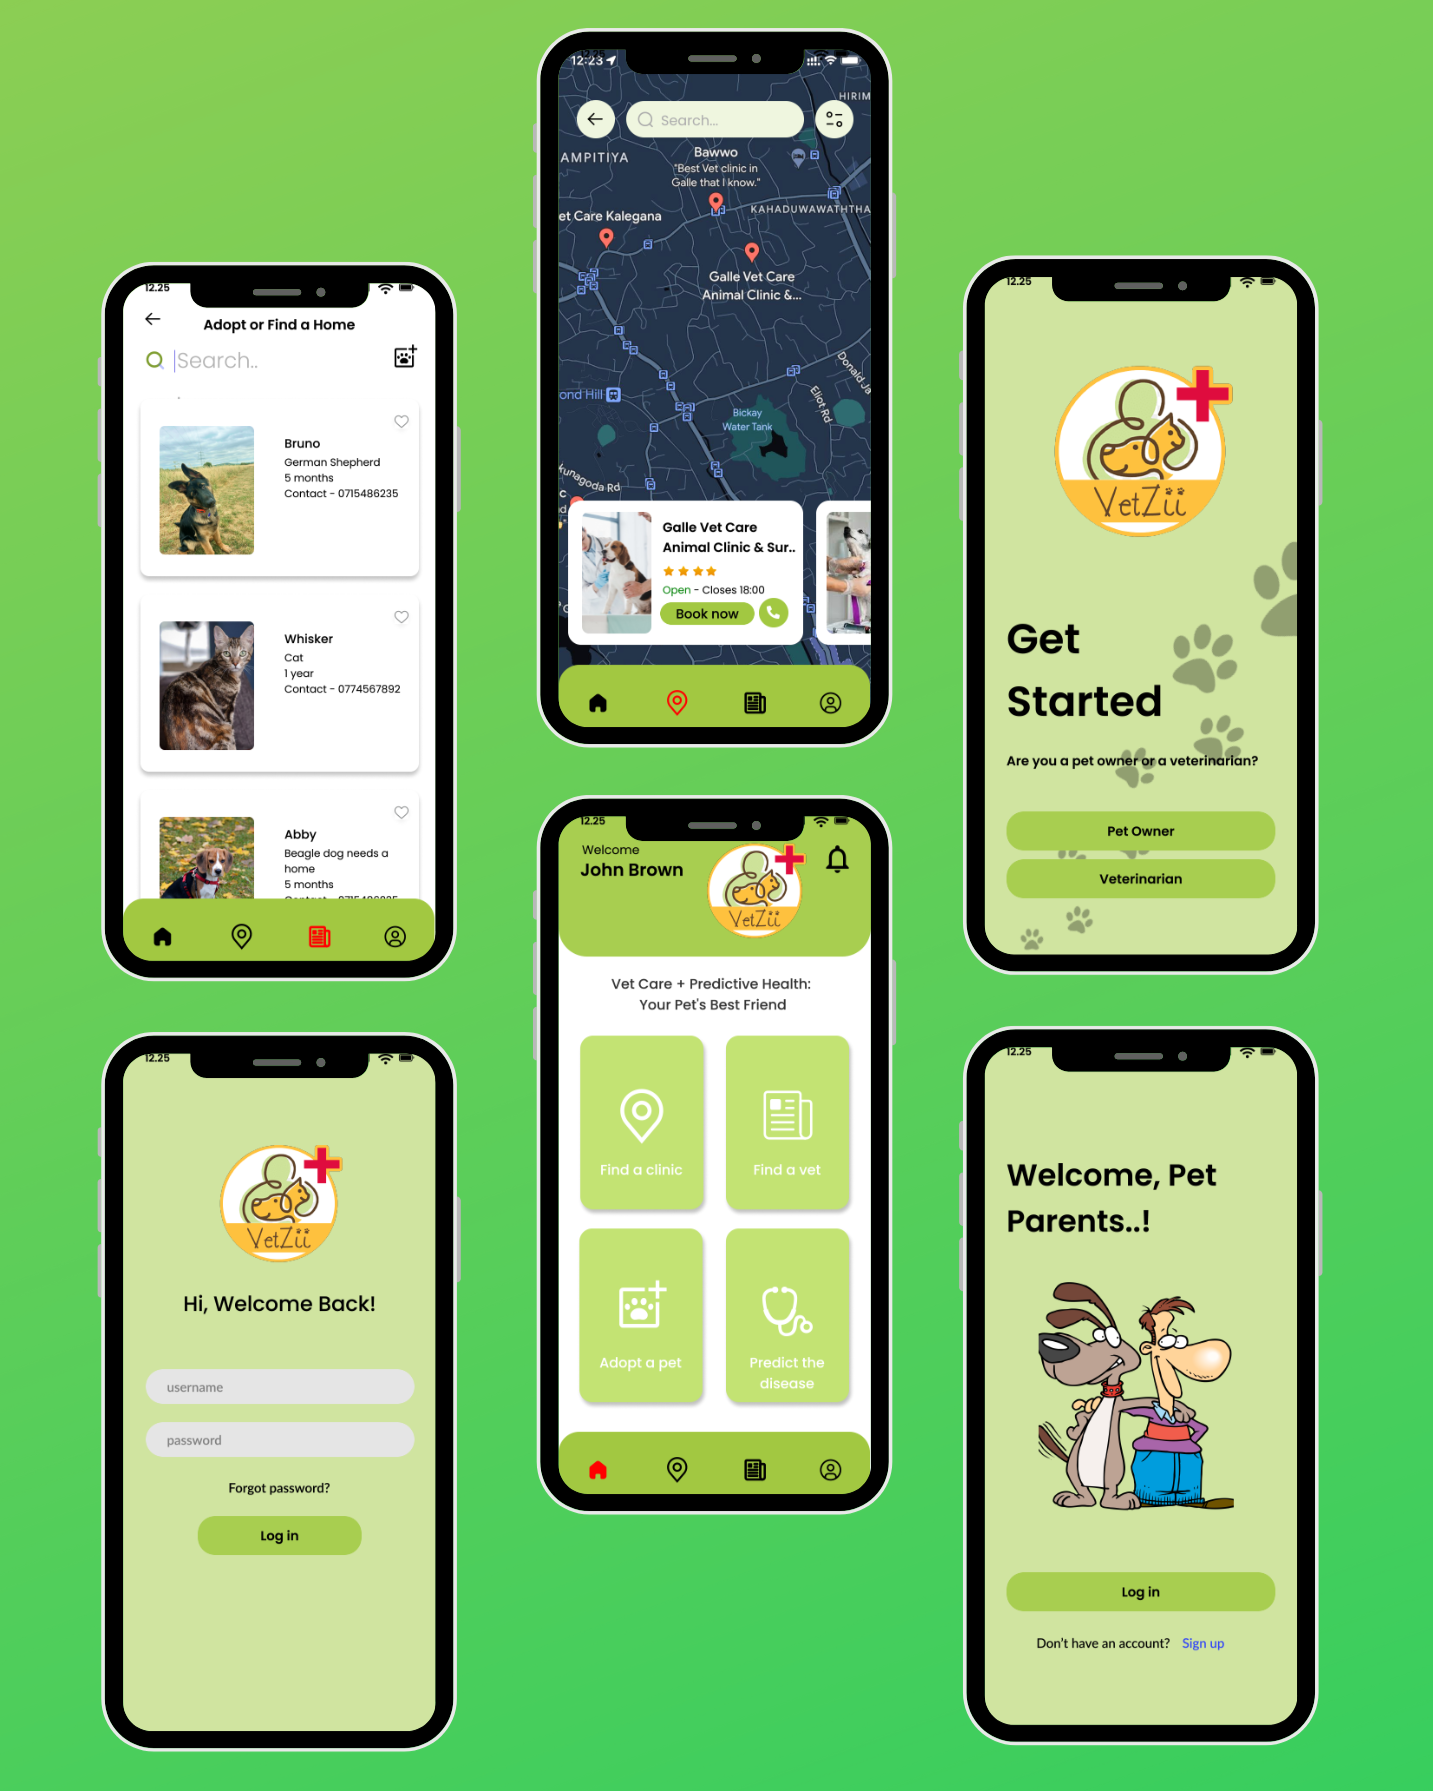 12.25
Adopt or Find a Home
Search..
Bruno
German Shepherd
5 months
Contact - 0715486235
Whisker
Cat
1 year
Contact - 0774567892
Abby
Beagle dog needs a
home
5 months
12:23
Search...
HIRIM
AMPITIYA
Bawwo
"Best Vet clinic in
Galle that I know."
KAHADUWAWATHTHA
et Care Kalegana
Galle Vet Care
Animal Clinic &...
Donald Ja
Eliot Rd
ond Hill
Bickay
Water Tank
kunagoda Rd
Galle Vet Care
Animal Clinic & Sur..
Open - Closes 18:00
Book now
12.25
VetZii
Get
Started
Are you a pet owner or a veterinarian?
Pet Owner
Veterinarian
12.25
VetZii
Hi, Welcome Back!
username
password
Forgot password?
Log in
12.25
Welcome
John Brown
VetZii
Vet Care + Predictive Health:
Your Pet's Best Friend
Find a clinic
Find a vet
Adopt a pet
Predict the
disease
12.25
Welcome, Pet
Parents..!
Log in
Don't have an account? Sign up